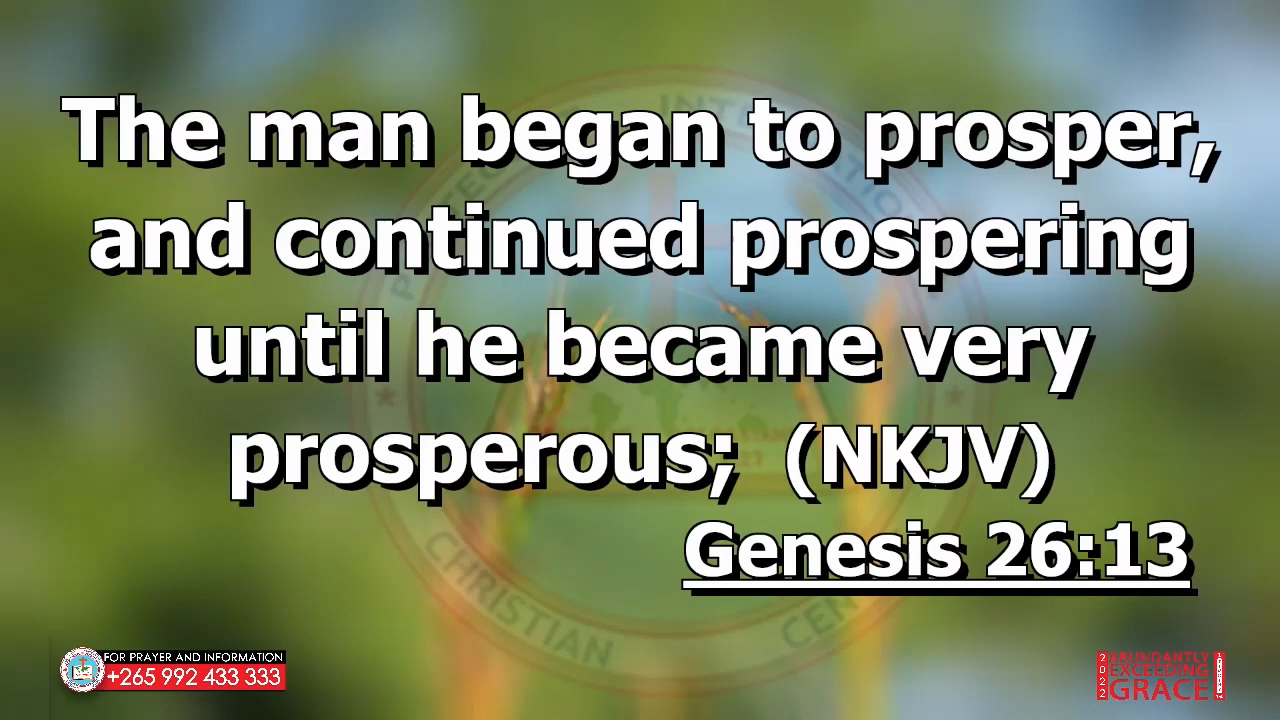 The man began to prosper,
and continued prospering
until he became very
prosperous;  (NKJV)
Genesis 26:13
CHRISTIAN
FOR PRAYER AND INFORMATION
+265 992 433 333
2022
ABUNDANTLY
EXCEEDING
GRACE